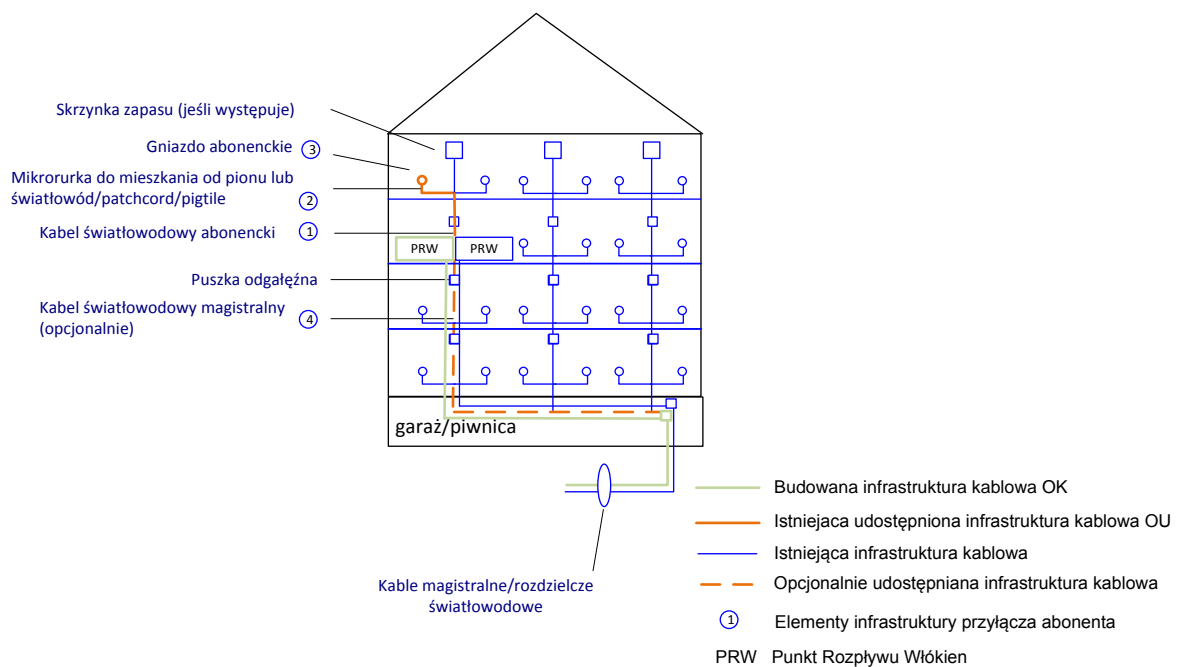 Skrzynka zapasu (jeśli występuje)
Gniazdo abonenckie 3
Mikrorurka do mieszkania od pionu lub
światłowód/patchcord/pigtile 2
Kabel światłowodowy abonencki 1
PRW PRW
Puszka odgałęźna
Kabel światłowodowy magistralny
(opcjonalnie) 4
garaż/piwnica
Kable magistralne/rozdzielcze
światłowodowe
Budowana infrastruktura kablowa OK
Istniejaca udostępniona infrastruktura kablowa OU
Istniejąca infrastruktura kablowa
Opcjonalnie udostępniana infrastruktura kablowa
1 Elementy infrastruktury przyłącza abonenta
PRW Punkt Rozpływu Włókien